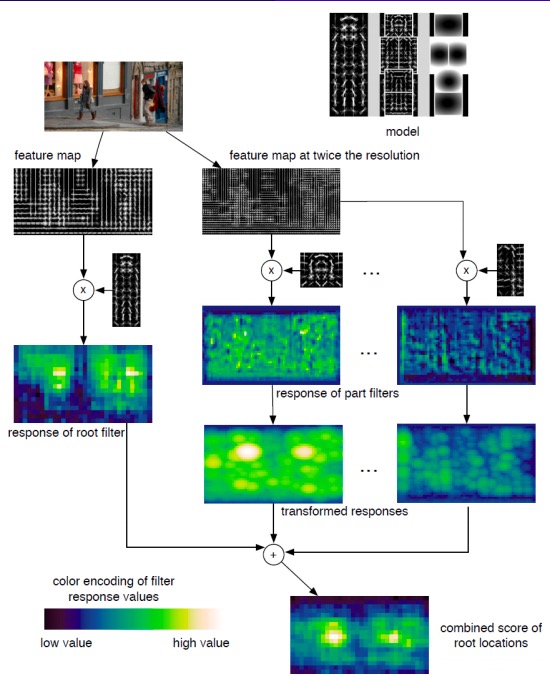 model
feature map
feature map at twice the resolution
x
x
x
...
...
response of part filters
response of root filter
...
transformed responses
+
color encoding of filter
response values
low value
high value
combined score of
root locations